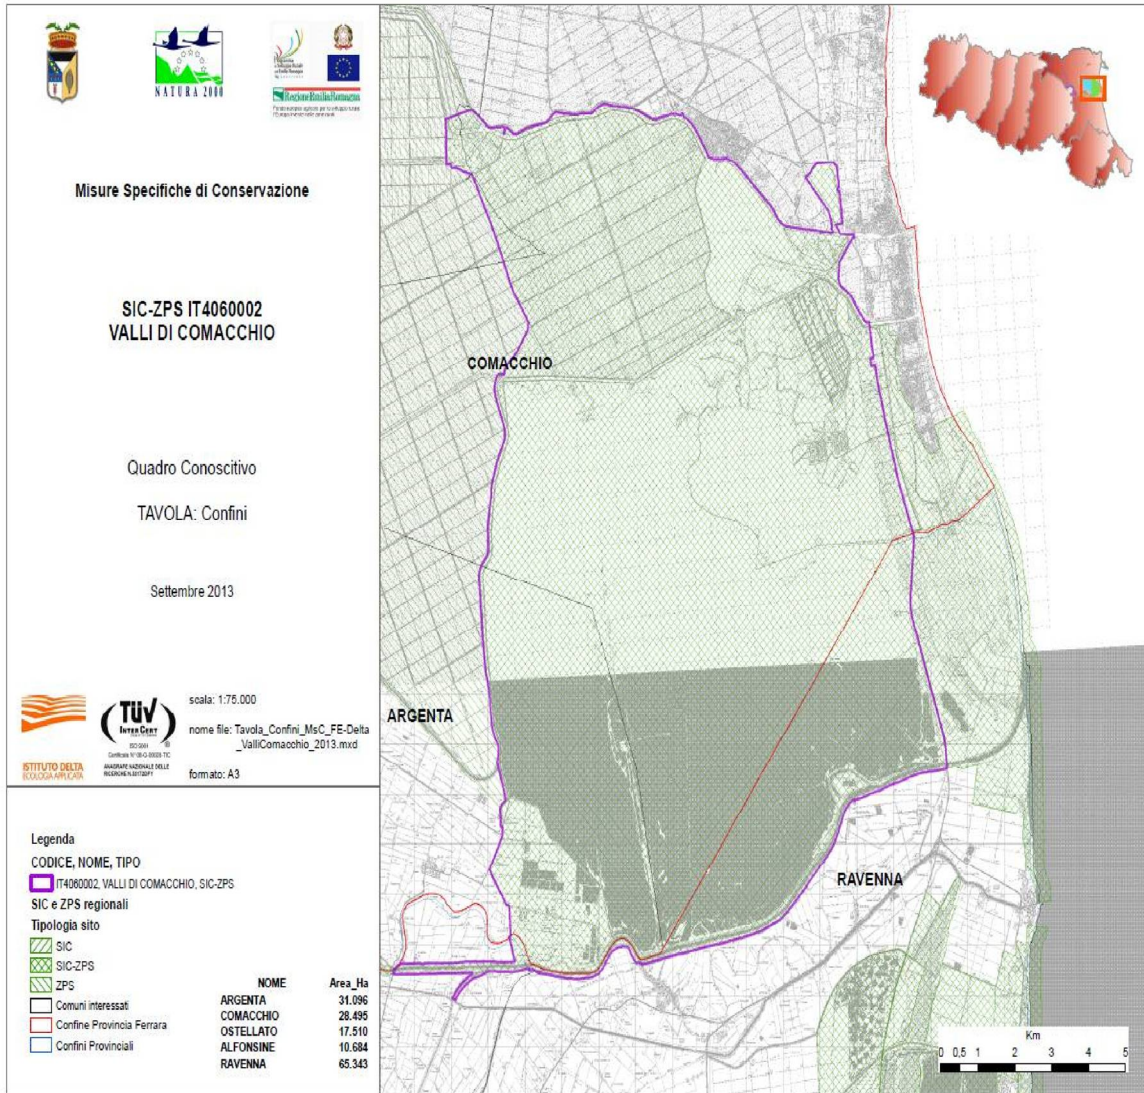 NATURA 2000
RegioneEmiliaRomagna
Misure Specifiche di Conservazione
SIC-ZPS IT4060002
VALLI DI COMACCHIO
Quadro Conoscitivo
TAVOLA: Confini
Settembre 2013
ISTITUTO DELTA
ECOLOGIA APPLICATA
TÜV
INTERCERT
scala: 1:75.000
nome file: Tavola_Confini_MsC_FE-Delta
_ValliComacchio_2013.mxd
formato: A3
Legenda
CODICE, NOME, TIPO
IT4060002, VALLI DI COMACCHIO, SIC-ZPS
SIC e ZPS regionali
Tipologia sito
SIC
SIC-ZPS
ZPS
Comuni interessati
Confine Provincia Ferrara
Confini Provinciali
NOME Area_Ha
ARGENTA 31.096
COMACCHIO 28.495
OSTELLATO 17.510
ALFONSINE 10.684
RAVENNA 65.343
COMACCHIO
ARGENTA
RAVENNA
Km
0 0,5 1 2 3 4 5